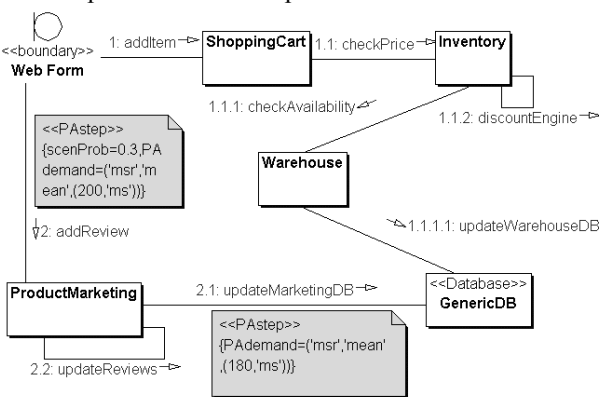 <<boundary>>
Web Form
1: addItem
ShoppingCart
1.1: checkPrice
Inventory
1.1.1: checkAvailability
1.1.2: discountEngine
<<PAstep>>
{scenProb=0.3,PA
demand=('msr','m
ean',(200,'ms'))}
Warehouse
2: addReview
1.1.1.1: updateWarehouseDB
ProductMarketing
2.1: updateMarketingDB
<<Database>>
GenericDB
<<PAstep>>
{PAdemand=('msr','mean'
,(180,'ms'))}
2.2: updateReviews